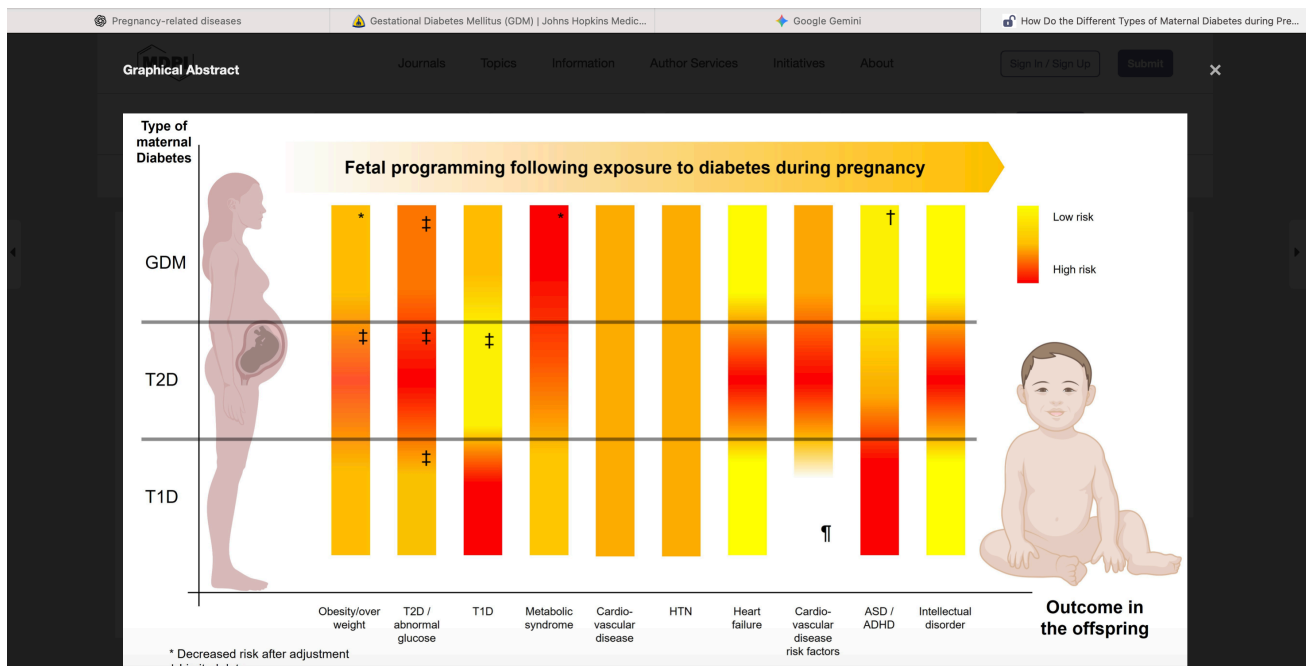 Pregnancy-related diseases
Gestational Diabetes Mellitus (GDM) | Johns Hopkins Medic...
Google Gemini
How Do the Different Types of Maternal Diabetes during Pre...
MDPI
Journals
Topics
Information
Author Services
Initiatives
About
Sign In / Sign Up
Submit
Graphical Abstract
×
Type of
maternal
Diabetes
Fetal programming following exposure to diabetes during pregnancy
* ‡ * †
Low risk
High risk
GDM
‡ ‡ ‡
T2D
‡
T1D
¶
Obesity/over
weight
T2D /
abnormal
glucose
T1D
Metabolic
syndrome
Cardio-
vascular
disease
HTN
Heart
failure
Cardio-
vascular
disease
risk factors
ASD /
ADHD
Intellectual
disorder
Outcome in
the offspring
* Decreased risk after adjustment